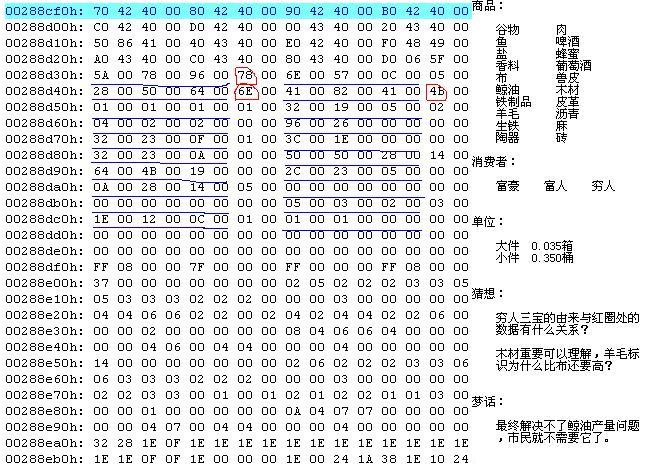 00288cf0h: 70 42 40 00 80 42 40 00 90 42 40 00 B0 42 40 00
00288d00h: C0 42 40 00 D0 42 40 00 00 43 40 00 20 43 40 00
00288d10h: 50 86 41 00 40 43 40 00 E0 42 40 00 F0 48 49 00
00288d20h: A0 43 40 00 C0 43 40 00 80 43 40 00 D0 06 5F 00
00288d30h: 5A 00 78 00 96 00 78 00 6E 00 57 00 0C 00 05 00
00288d40h: 28 00 50 00 64 00 6E 00 41 00 82 00 41 00 4B 00
00288d50h: 01 00 01 00 01 00 01 00 32 00 19 00 05 00 02 00
00288d60h: 04 00 02 00 02 00 00 00 96 00 26 00 00 00 00 00
00288d70h: 32 00 23 00 0F 00 01 00 3C 00 1E 00 00 00 00 00
00288d80h: 32 00 23 00 0A 00 00 00 50 00 50 00 28 00 14 00
00288d90h: 64 00 4B 00 19 00 00 00 2C 00 23 00 05 00 00 00
00288da0h: 0A 00 28 00 14 00 05 00 00 00 00 00 00 00 00 00
00288db0h: 00 00 00 00 00 00 00 00 05 00 03 00 02 00 03 00
00288dc0h: 1E 00 12 00 0C 00 01 00 01 00 01 00 00 00 00 00
00288dd0h: 00 00 00 00 00 00 00 00 00 00 00 00 00 00 00 00
00288de0h: 00 00 00 00 00 00 00 00 00 00 00 00 00 00 00 00
00288df0h: FF 08 40 00 7F 00 00 00 FF 00 00 00 FF 08 00 00
00288e00h: 37 00 00 00 00 00 00 00 02 05 02 02 02 03 03 05
00288e10h: 05 03 03 03 02 02 02 00 00 00 03 00 00 00 00 00
00288e20h: 04 04 06 06 02 02 00 02 04 02 04 04 02 02 06 00
00288e30h: 00 00 02 00 00 00 00 00 08 04 06 06 04 00 00 00
00288e40h: 00 00 04 06 00 04 04 00 00 00 00 00 03 03 04 04
00288e50h: 14 00 00 00 00 00 00 00 02 06 02 02 02 03 03 06
00288e60h: 06 03 03 03 02 02 02 00 00 00 03 00 00 00 00 00
00288e70h: 02 02 03 03 00 01 00 01 02 01 02 02 01 01 03 00
00288e80h: 00 00 01 00 00 00 00 00 0A 04 07 07 00 00 00 00
00288e90h: 00 00 04 07 00 04 04 00 00 00 04 00 00 00 00 00
00288ea0h: 32 28 1E 0F 1E 1E 1E 1E 1E 1E 1E 1E 1E 1E 1E 1E
00288eb0h: 1E 1E 0F 0F 1E 00 00 00 1E 00 24 1A 38 1E 10 24
商品：
谷物 肉
鱼 啤酒
盐 蜂蜜
香料 葡萄酒
布 兽皮
鲸油 木材
铁制品 皮革
羊毛 沥青
生铁 麻
陶器 砖
消费者：
富豪 富人 穷人
单位：
大件 0.035箱
小件 0.350桶
猜想：
穷人三宝的由来与红圈处的
数据有什么关系？
木材重要可以理解，羊毛标
识为什么比布还要高？
梦话：
最终解决不了鲸油产量问题
，市民就不需要它了。